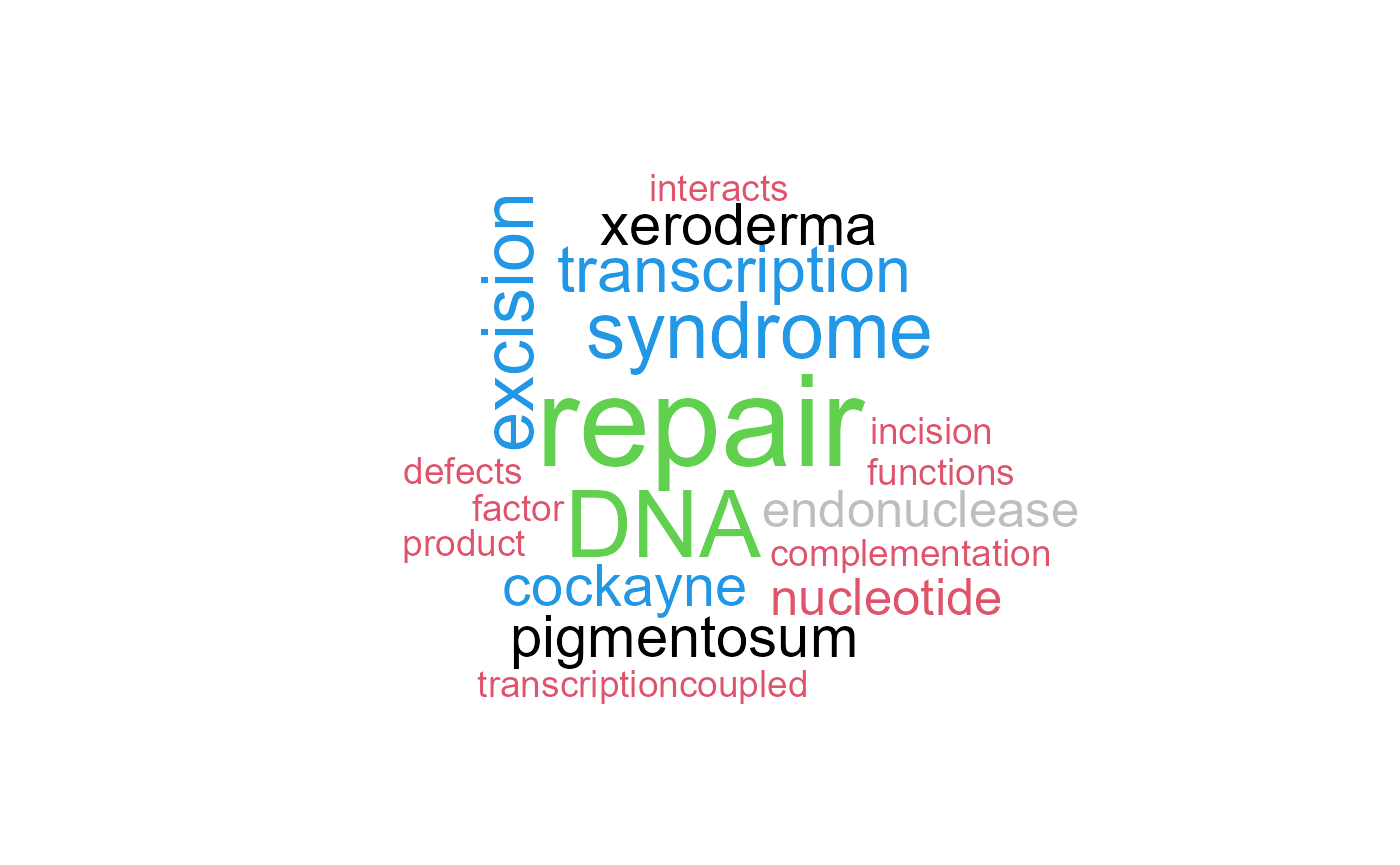 interacts
xeroderma
transcription
excision
syndrome
repair
incision
defects
functions
factor
DNA
endonuclease
product
complementation
cockayne
nucleotide
pigmentosum
transcriptioncoupled